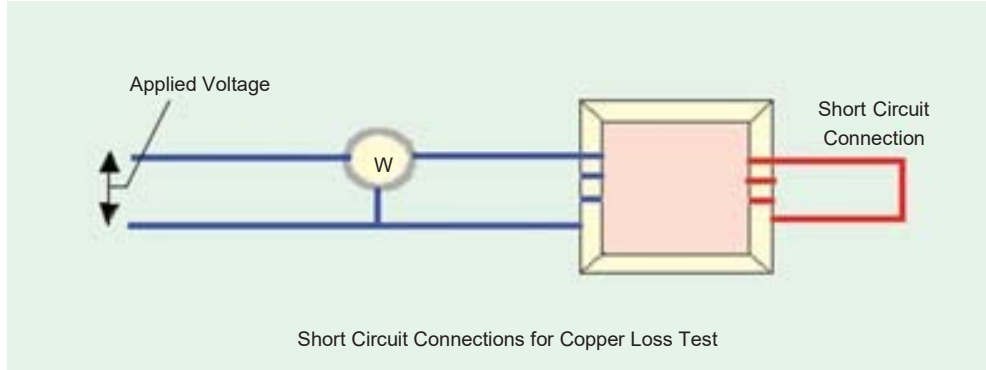 Applied Voltage
Short Circuit
Connection
W
Short Circuit Connections for Copper Loss Test